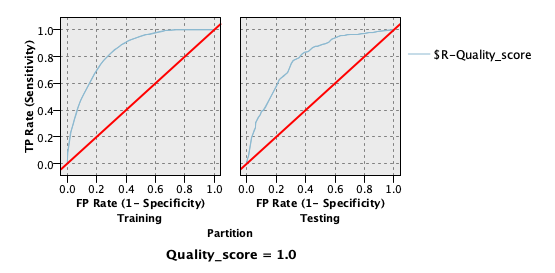 TP Rate (Sensitivity)
1.0
0.8
0.6
0.4
0.2
0.0
0.0 0.2 0.4 0.6 0.8 1.0 0.0 0.2 0.4 0.6 0.8 1.0
FP Rate (1- Specificity) FP Rate (1- Specificity)
Training Testing
Partition
Quality_score = 1.0
$R-Quality_score